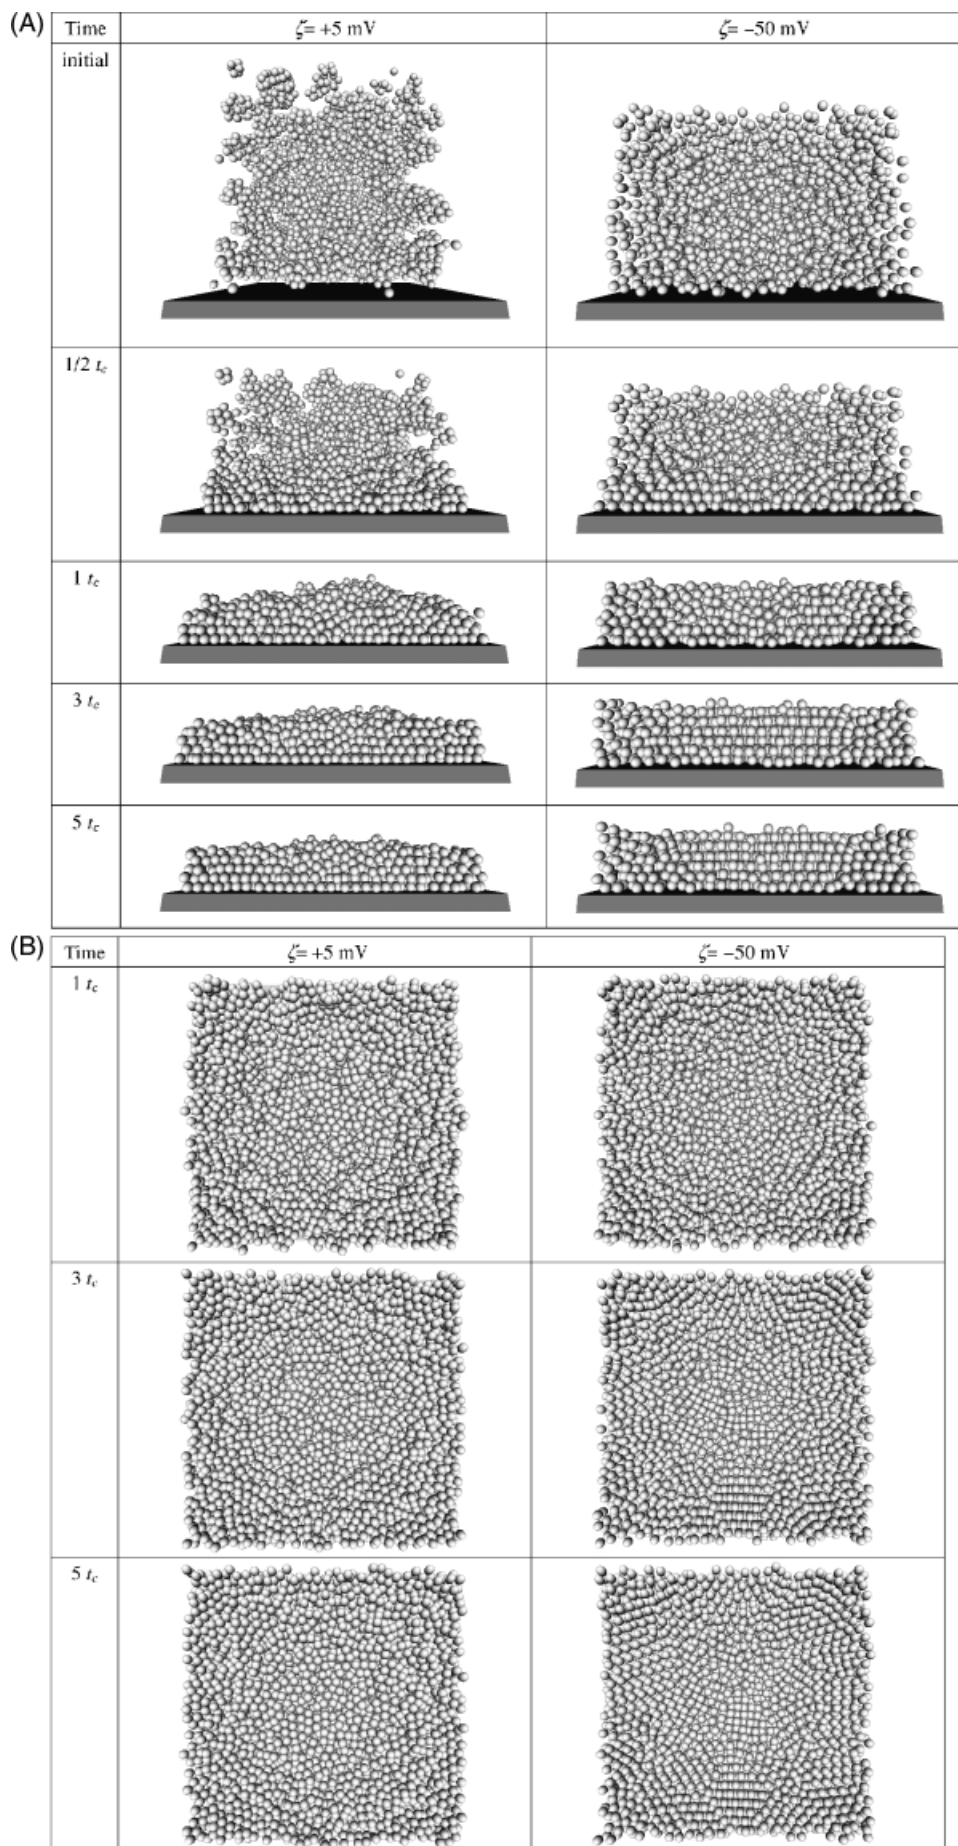 (A)
Time ζ= +5 mV ζ= −50 mV
initial
1/2 tc
1 tc
3 tc
5 tc
(B)
Time ζ= +5 mV ζ= −50 mV
1 tc
3 tc
5 tc